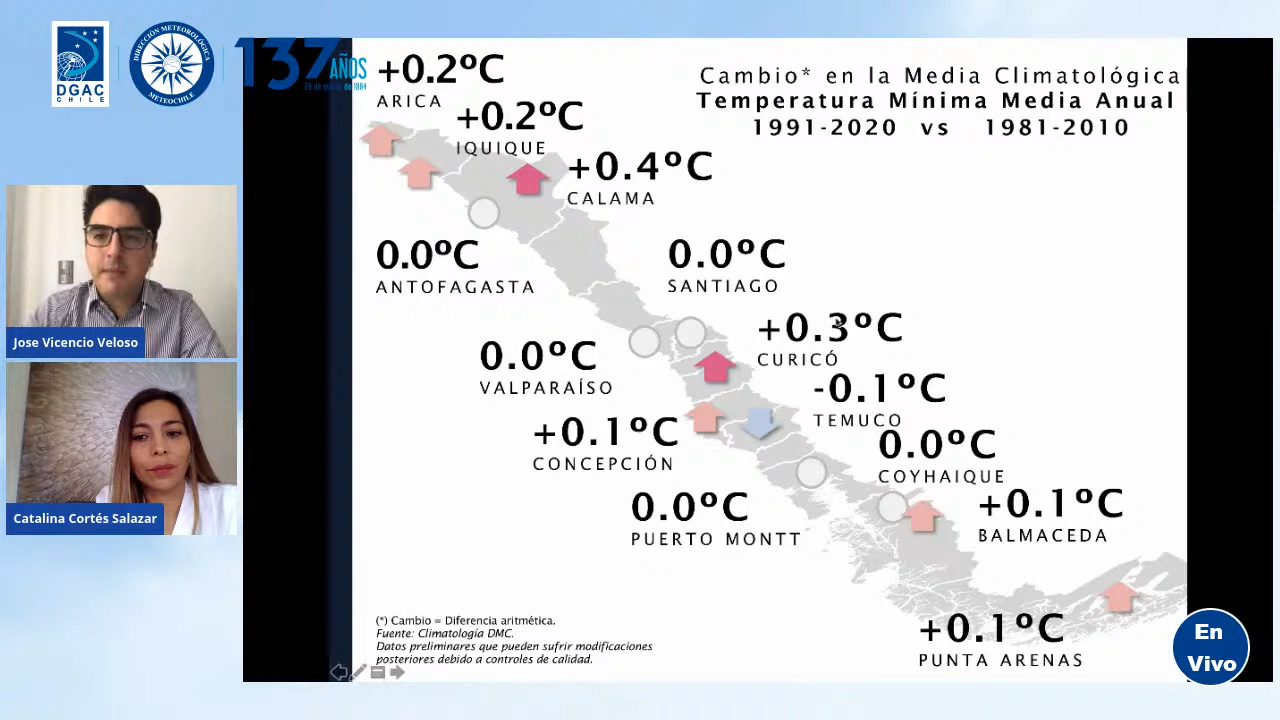 DGAC
CHILE
DIRECCIÓN METEOROLÓGICA
METEOCHILE
137 AÑOS
Cambio* en la Media Climatológica
Temperatura Mínima Media Anual
1991-2020 vs 1981-2010
+0.2ºC
ARICA
+0.2ºC
IQUIQUE
+0.4ºC
CALAMA
0.0ºC
ANTOFAGASTA
0.0ºC
SANTIAGO
+0.3ºC
CURICÓ
0.0ºC
VALPARAÍSO
-0.1ºC
TEMUCO
+0.1ºC
CONCEPCIÓN
0.0ºC
COYHAIQUE
+0.1ºC
BALMACEDA
0.0ºC
PUERTO MONTT
+0.1ºC
PUNTA ARENAS
(*) Cambio = Diferencia aritmética.
Fuente: Climatología DMC.
Datos preliminares que pueden sufrir modificaciones
posteriores debido a controles de calidad.
Jose Vicencio Veloso
Catalina Cortés Salazar
En
Vivo